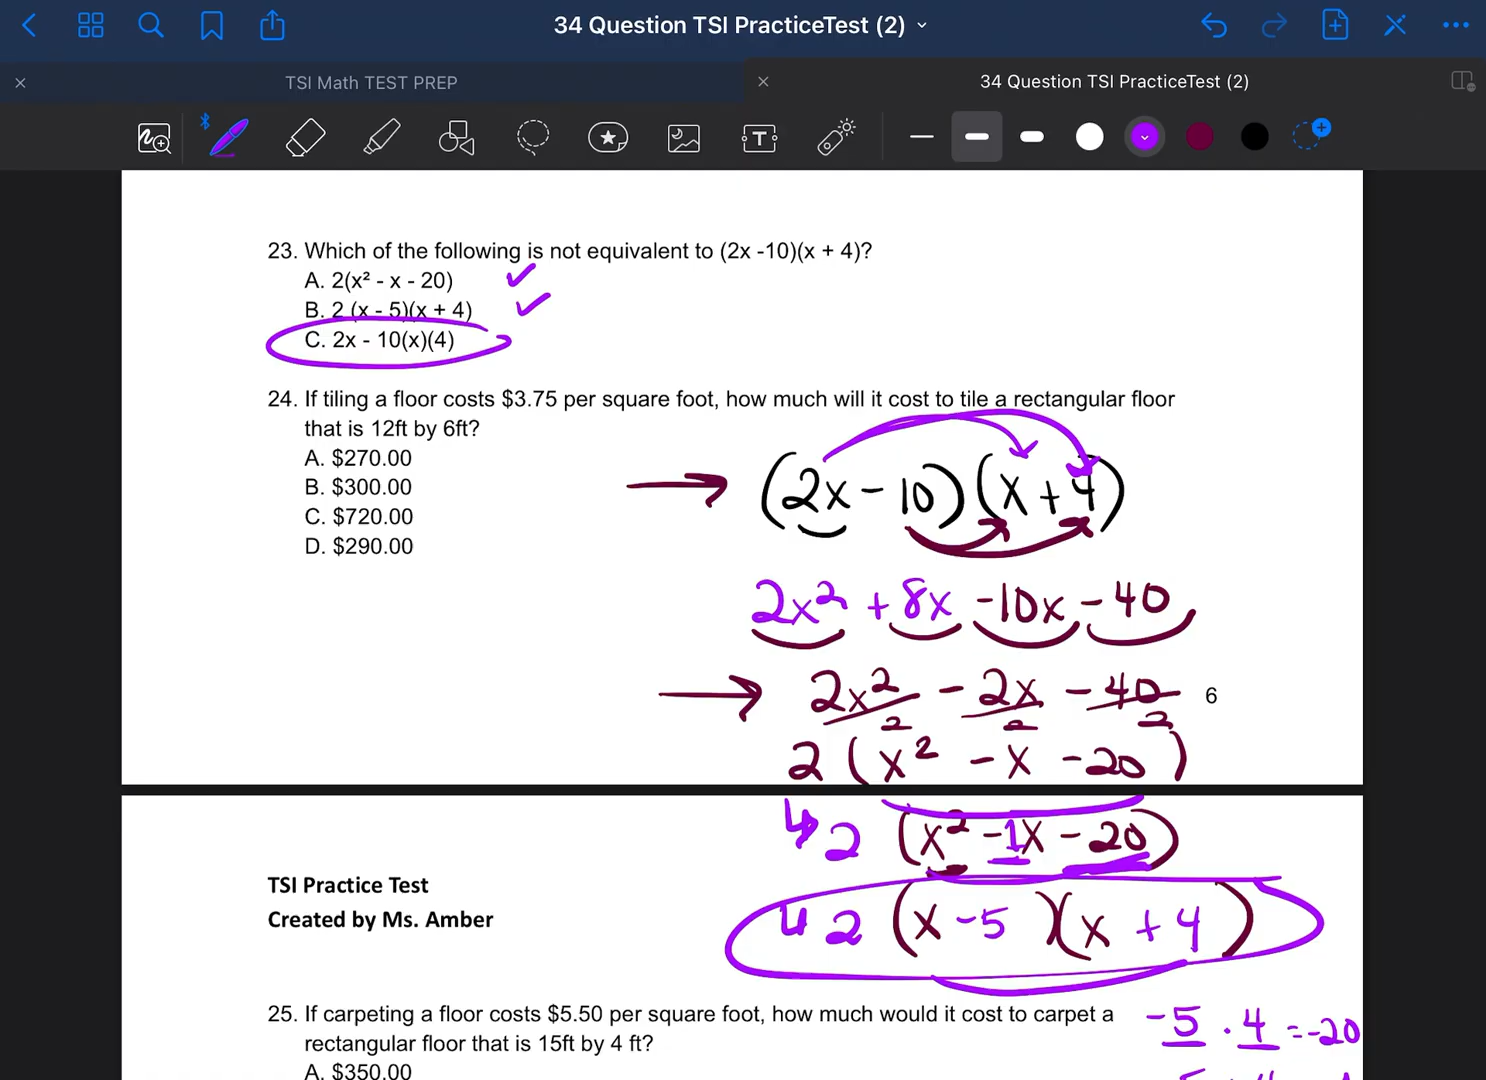 34 Question TSI PracticeTest (2)
TSI Math TEST PREP
34 Question TSI PracticeTest (2)
23. Which of the following is not equivalent to (2x -10)(x + 4)?
A. 2(x² - x - 20)
B. 2 (x - 5)(x + 4)
C. 2x - 10(x)(4)
24. If tiling a floor costs $3.75 per square foot, how much will it cost to tile a rectangular floor
that is 12ft by 6ft?
A. $270.00
B. $300.00
C. $720.00
D. $290.00
(2x - 10)(x + 4)
2x² + 8x - 10x - 40
2x² - 2x - 40
2 2 2
6
2 (x² - x - 20)
2 (x² - 1x - 20)
TSI Practice Test
Created by Ms. Amber
2 (x - 5)(x + 4)
25. If carpeting a floor costs $5.50 per square foot, how much would it cost to carpet a
rectangular floor that is 15ft by 4 ft?
-5 · 4 = -20
A. $350.00